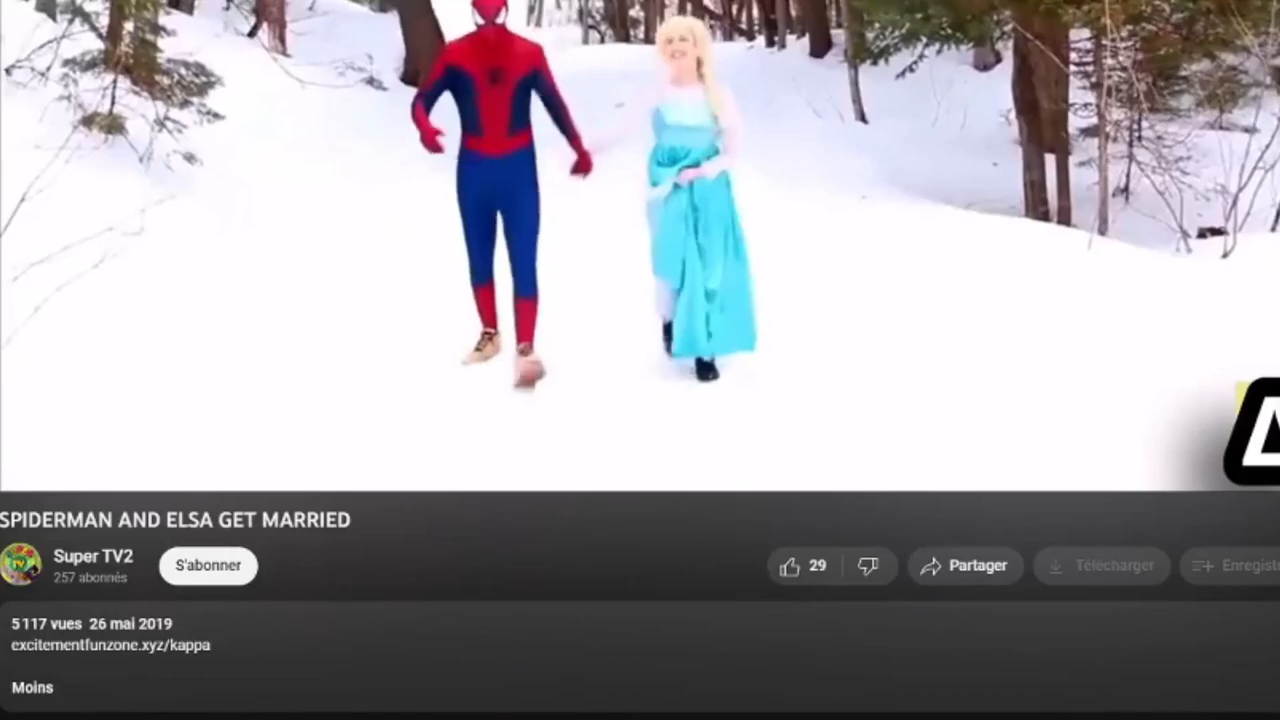 SPIDERMAN AND ELSA GET MARRIED
Super TV2
257 abonnés
S'abonner
29
Partager
Télécharger
5 117 vues 26 mai 2019
excitementfunzone.xyz/kappa
Moins